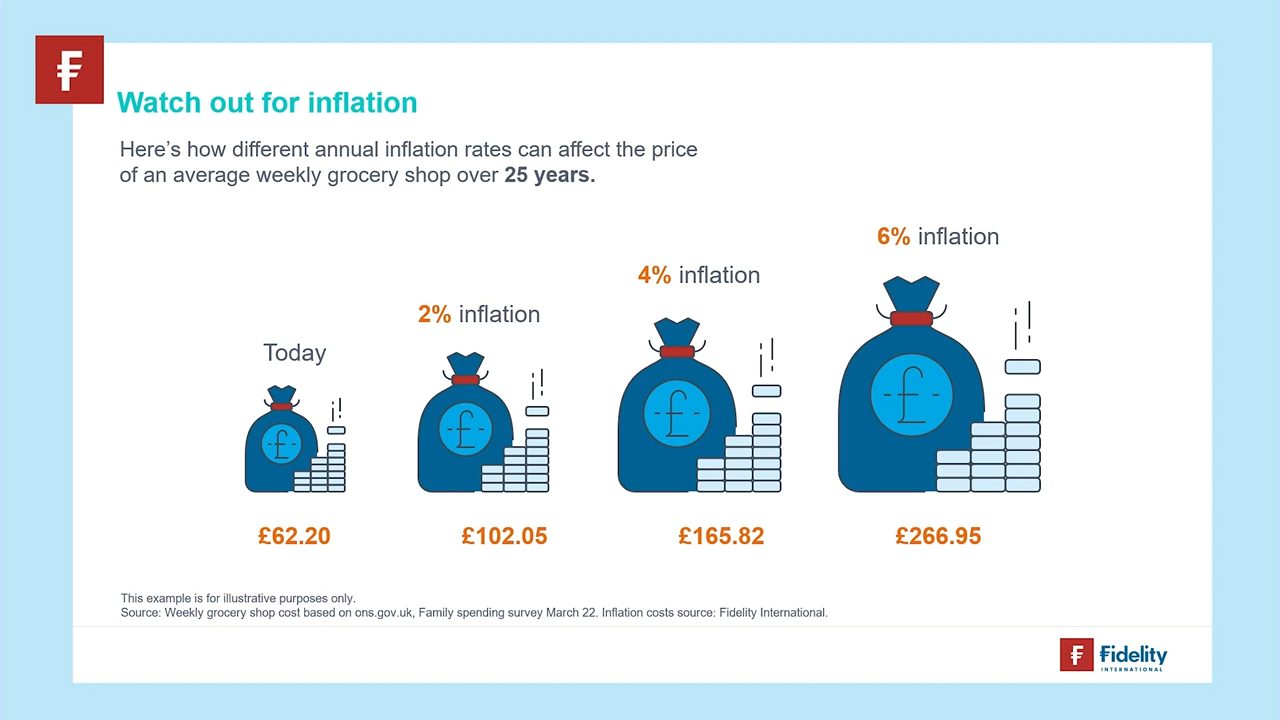 Watch out for inflation
Here’s how different annual inflation rates can affect the price
of an average weekly grocery shop over 25 years.
Today
2% inflation
4% inflation
6% inflation
£
£
£
£
£62.20
£102.05
£165.82
£266.95
This example is for illustrative purposes only.
Source: Weekly grocery shop cost based on ons.gov.uk, Family spending survey March 22. Inflation costs source: Fidelity International.
Fidelity
INTERNATIONAL